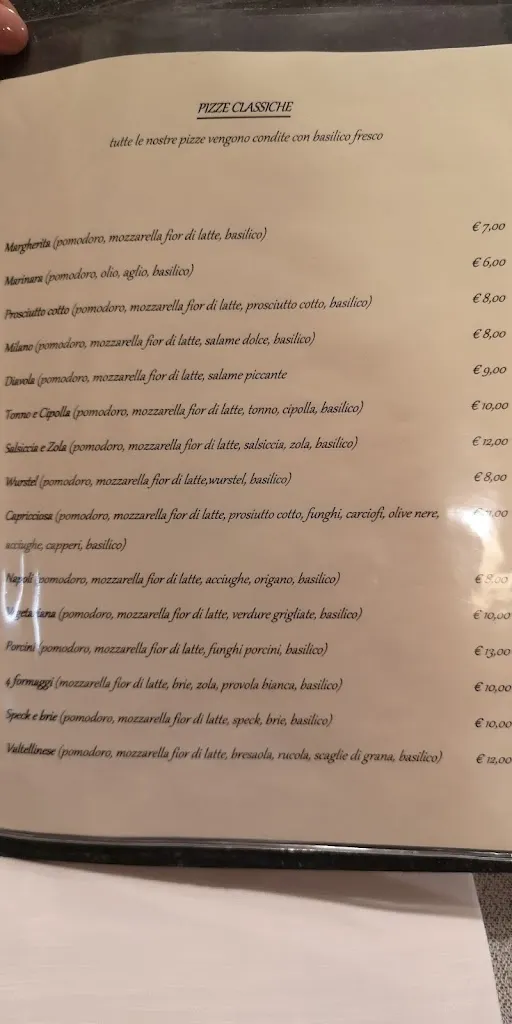 PIZZE CLASSICHE
tutte le nostre pizze vengono condite con basilico fresco
Margherita (pomodoro, mozzarella fior di latte, basilico) € 7,00
Marinara (pomodoro, olio, aglio, basilico) € 6,00
Prosciutto cotto (pomodoro, mozzarella fior di latte, prosciutto cotto, basilico) € 8,00
Milano (pomodoro, mozzarella fior di latte, salame dolce, basilico) € 8,00
Diavola (pomodoro, mozzarella fior di latte, salame piccante € 9,00
Tonno e Cipolla (pomodoro, mozzarella fior di latte, tonno, cipolla, basilico) € 10,00
Salsiccia e Zola (pomodoro, mozzarella fior di latte, salsiccia, zola, basilico) € 12,00
Wurstel (pomodoro, mozzarella fior di latte,wurstel, basilico) € 8,00
Capricciosa (pomodoro, mozzarella fior di latte, prosiutto cotto, funghi, carciofi, olive nere,
acciughe, capperi, basilico)
Napoli (pomodoro, mozzarella fior di latte, acciughe, origano, basilico) € 8,00
Vegetariana (pomodoro, mozzarella fior di latte, verdure grigliate, basilico) € 10,00
Porcini (pomodoro, mozzarella fior di latte, funghi porcini, basilico) € 13,00
4 formaggi (mozzarella fior di latte, brie, zola, provola bianca, basilico) € 10,00
Speck e brie (pomodoro, mozzarella fior di latte, speck, brie, basilico) € 10,00
Valtellinese (pomodoro, mozzarella fior di latte, bresaola, rucola, scaglie di grana, basilico) € 12,00